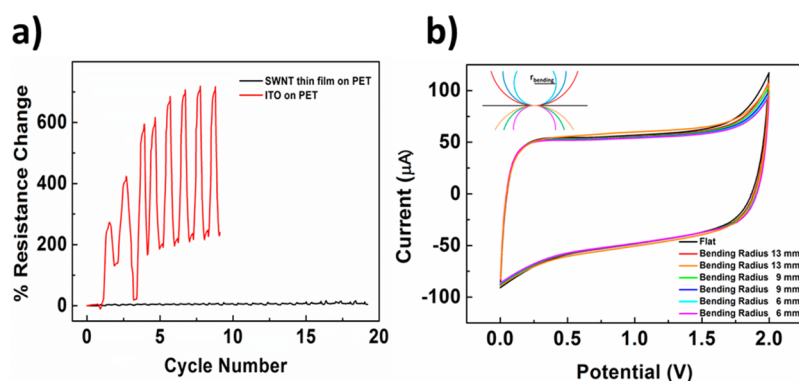 a)
% Resistance Change
600
400
200
0
SWNT thin film on PET
ITO on PET
0 5 10 15 20
Cycle Number
b)
Current (μA)
100
50
0
-50
-100
r bending
Flat
Bending Radius 13 mm
Bending Radius 13 mm
Bending Radius 9 mm
Bending Radius 9 mm
Bending Radius 6 mm
Bending Radius 6 mm
0.0 0.5 1.0 1.5 2.0
Potential (V)